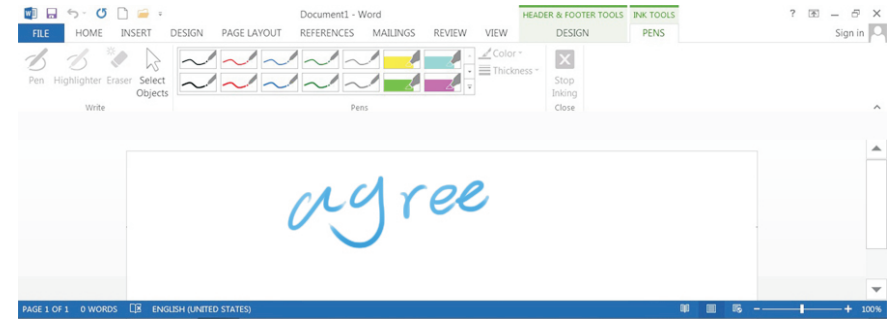 Document1 - Word
HEADER & FOOTER TOOLS
INK TOOLS
?
FILE
HOME
INSERT
DESIGN
PAGE LAYOUT
REFERENCES
MAILINGS
REVIEW
VIEW
DESIGN
PENS
Sign in
Pen
Highlighter
Eraser
Select Objects
Color
Thickness
Stop Inking
Write
Pens
Close
agree
PAGE 1 OF 1
0 WORDS
ENGLISH (UNITED STATES)
100%